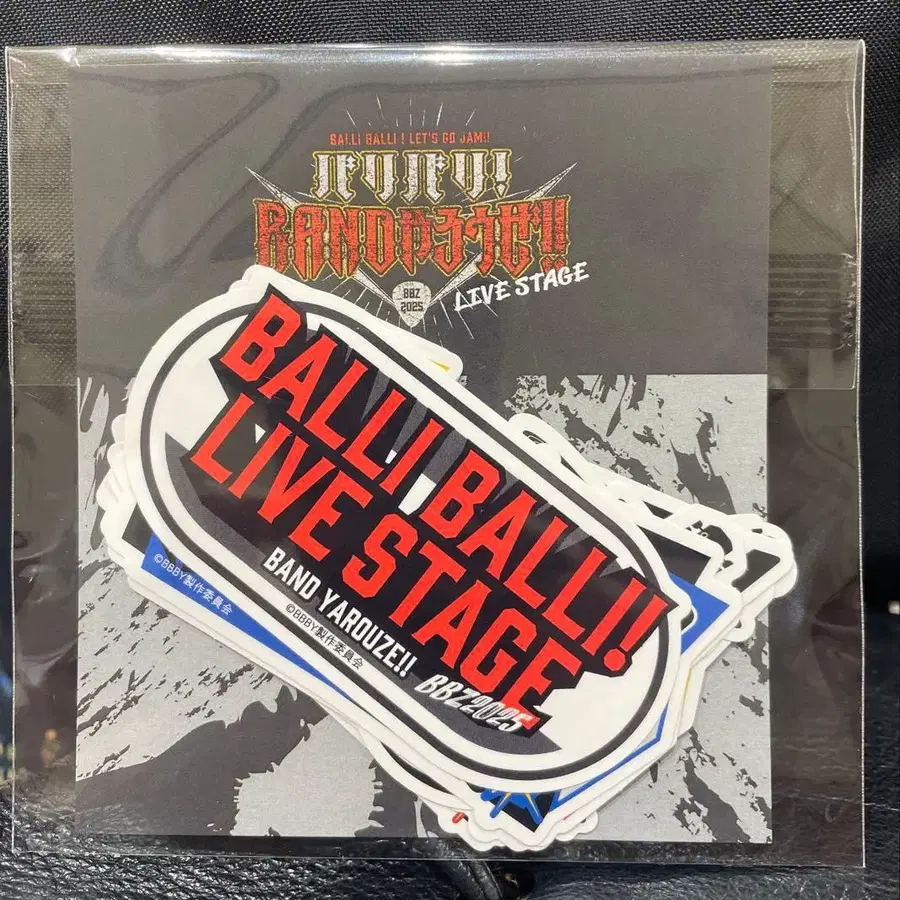 BALLI BALLI ! LET'S GO JAM!!
バリバリ!
BANDやろうぜ!!
LIVE STAGE
BBZ
2025
BALLI BALLI!!
LIVE STAGE
BAND YAROUZE!!
BBZ2025
©BBBY製作委員会
©BBBY製作委員会